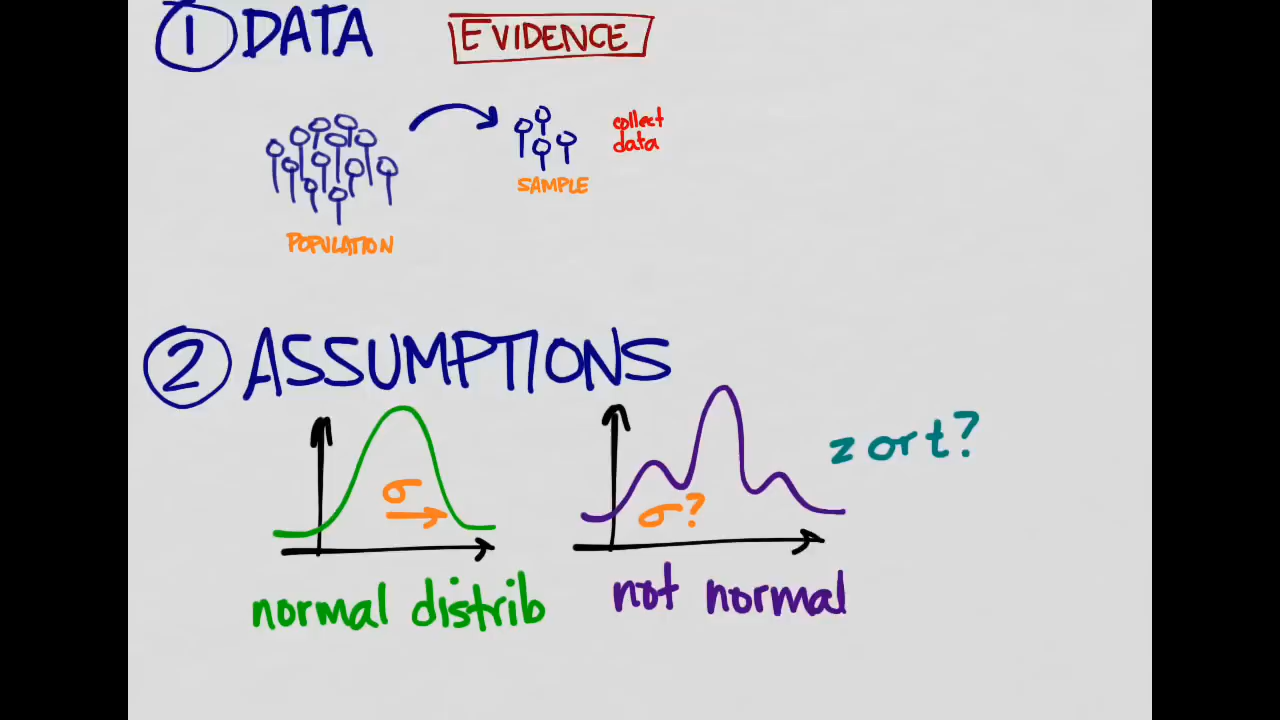 1 DATA EVIDENCE
collect
data
SAMPLE
POPULATION
2 ASSUMPTIONS
z or t?
σ
σ?
normal distrib
not normal